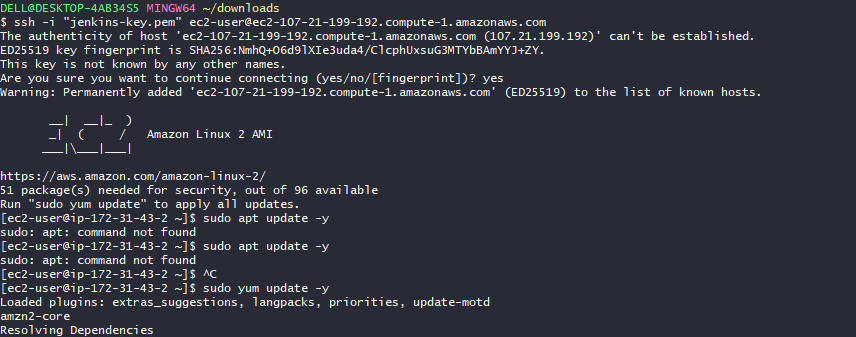 DELL@DESKTOP-4AB34S5 MINGW64 ~/downloads
$ ssh -i "jenkins-key.pem" ec2-user@ec2-107-21-199-192.compute-1.amazonaws.com
The authenticity of host 'ec2-107-21-199-192.compute-1.amazonaws.com (107.21.199.192)' can't be established.
ED25519 key fingerprint is SHA256:NmhQ+O6d9lXIe3uda4/ClcphUxsuG3MTYbBAmYYJ+ZY.
This key is not known by any other names.
Are you sure you want to continue connecting (yes/no/[fingerprint])? yes
Warning: Permanently added 'ec2-107-21-199-192.compute-1.amazonaws.com' (ED25519) to the list of known hosts.
       __|  __|_  )
       _|  (     /   Amazon Linux 2 AMI
      ___|\___|___|
https://aws.amazon.com/amazon-linux-2/
51 package(s) needed for security, out of 96 available
Run "sudo yum update" to apply all updates.
[ec2-user@ip-172-31-43-2 ~]$ sudo apt update -y
sudo: apt: command not found
[ec2-user@ip-172-31-43-2 ~]$ sudo apt update -y
sudo: apt: command not found
[ec2-user@ip-172-31-43-2 ~]$ ^C
[ec2-user@ip-172-31-43-2 ~]$ sudo yum update -y
Loaded plugins: extras_suggestions, langpacks, priorities, update-motd
amzn2-core
Resolving Dependencies